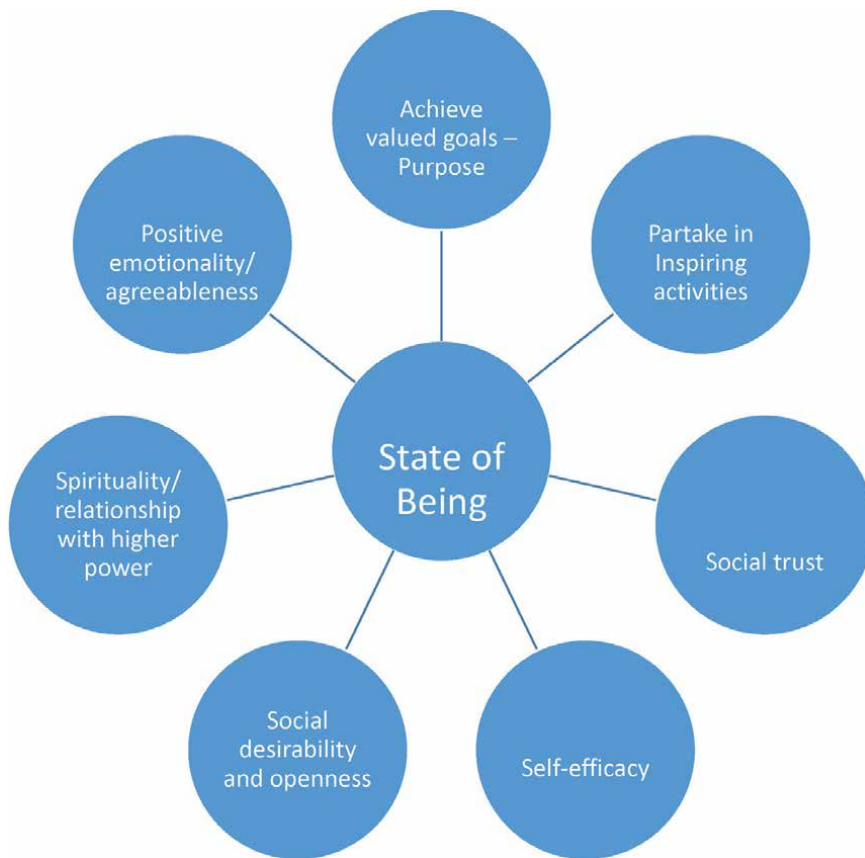 Achieve
valued goals –
Purpose
Partake in
Inspiring
activities
Social trust
Self-efficacy
Social
desirability
and openness
Spirituality/
relationship
with higher
power
Positive
emotionality/
agreeableness
State of
Being